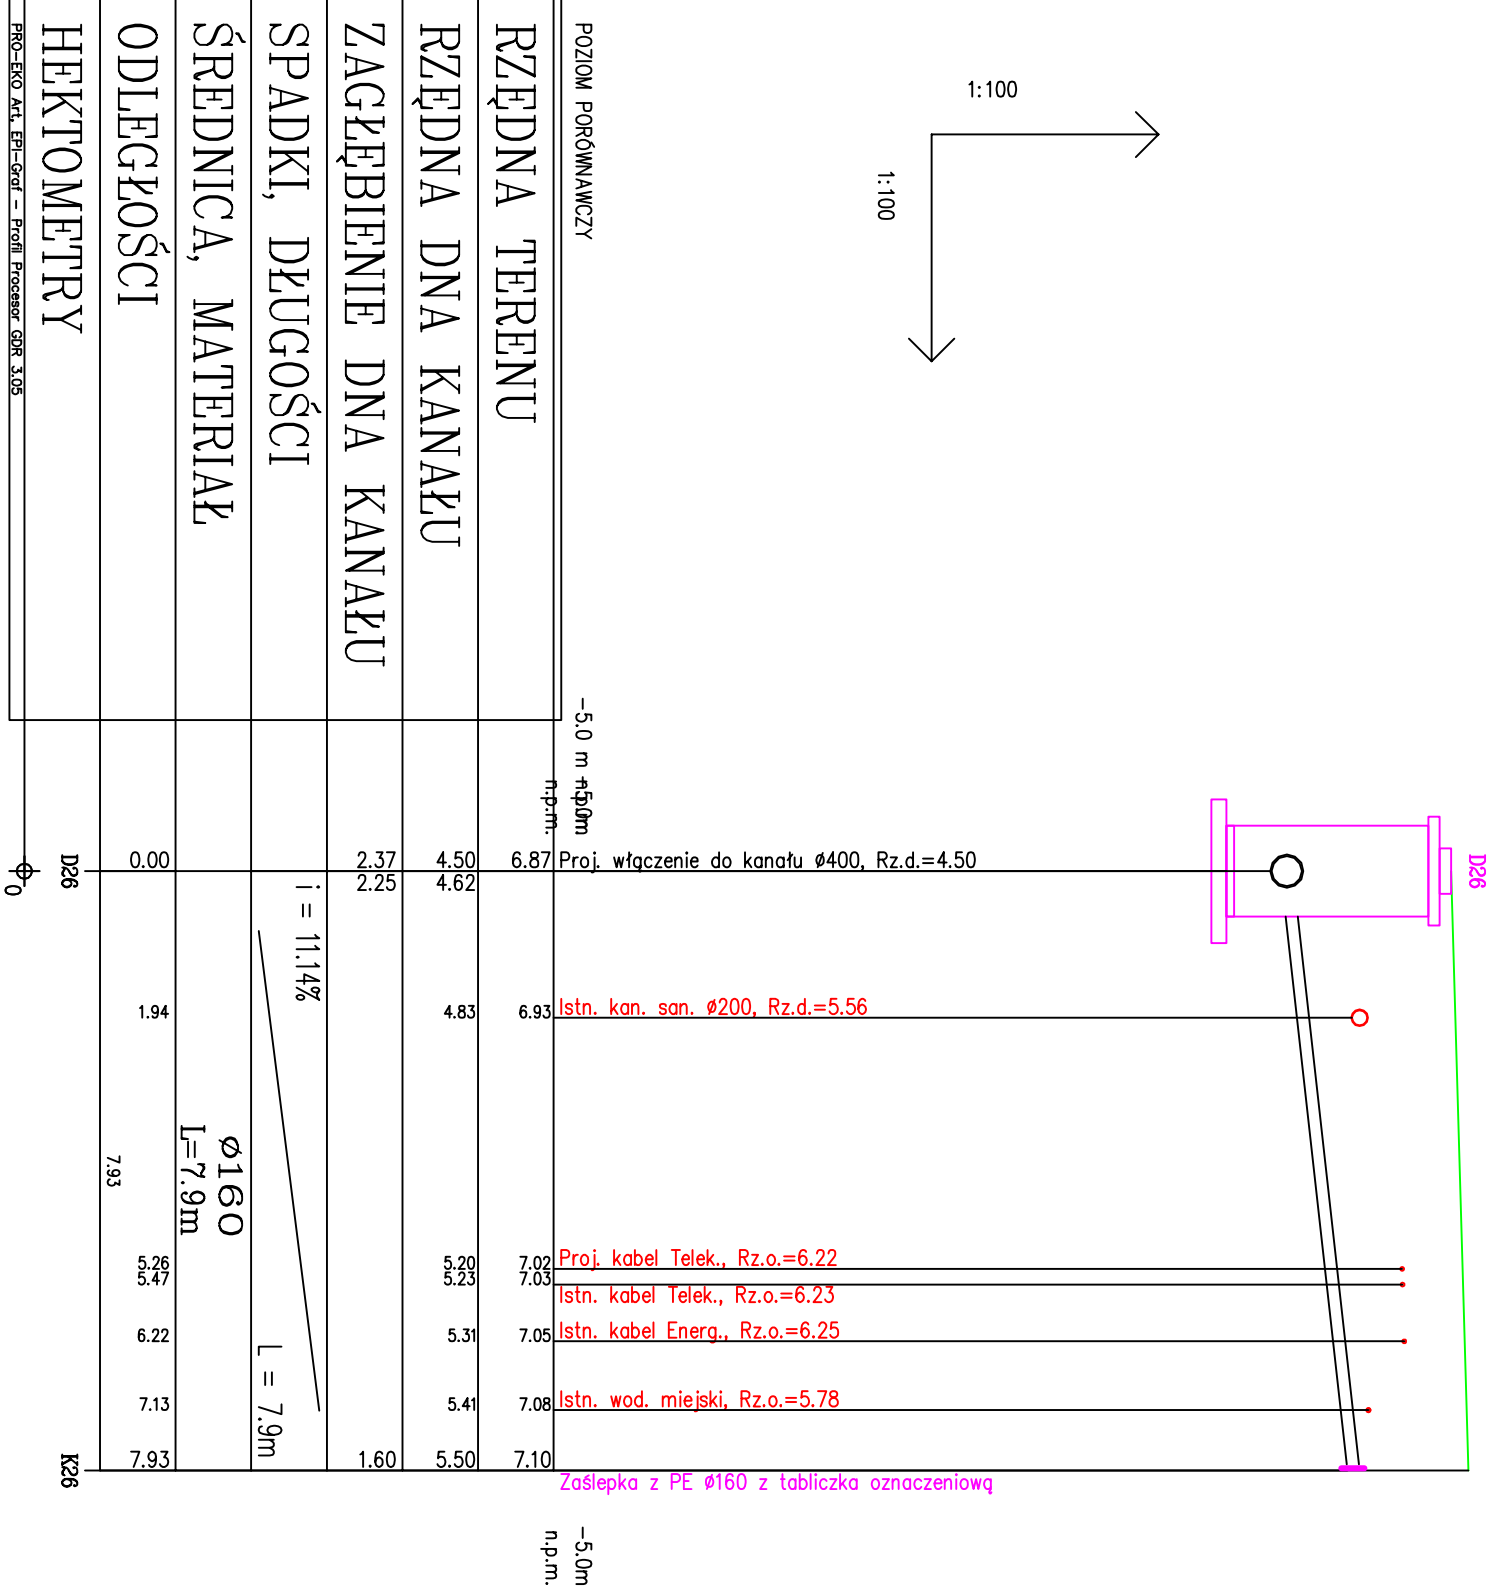 1:100
1:100
D26
POZIOM PORÓWNAWCZY
-5.0 m n.p.m.
-5.0m
n.p.m.
-5.0m
n.p.m.
RZĘDNA TERENU
6.87
6.93
7.02
7.03
7.05
7.08
7.10
RZĘDNA DNA KANAŁU
4.50
4.62
4.83
5.20
5.23
5.31
5.41
5.50
ZAGŁĘBIENIE DNA KANAŁU
2.37
2.25
1.60
SPADKI, DŁUGOŚCI
i = 11.14%
L = 7.9m
ŚREDNICA, MATERIAŁ
ø160
L=7.9m
ODLEGŁOŚCI
0.00
1.94
7.93
5.26
5.47
6.22
7.13
7.93
HEKTOMETRY
D26
K26
0
PRO-EKO Art, EPI-Graf - Profil Procesor GDR 3.05
Proj. włączenie do kanału ø400, Rz.d.=4.50
Istn. kan. san. ø200, Rz.d.=5.56
Proj. kabel Telek., Rz.o.=6.22
Istn. kabel Telek., Rz.o.=6.23
Istn. kabel Energ., Rz.o.=6.25
Istn. wod. miejski, Rz.o.=5.78
Zaślepka z PE ø160 z tabliczka oznaczeniową